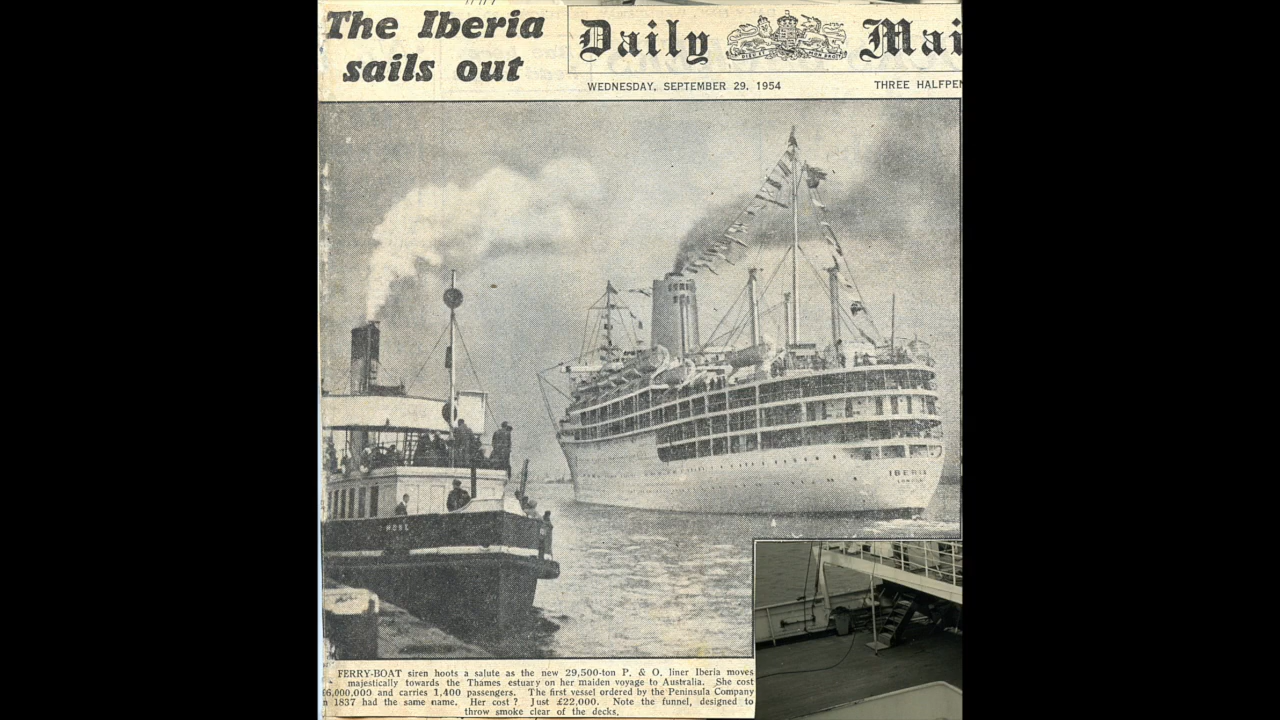 The Iberia
sails out
Daily Mai
WEDNESDAY, SEPTEMBER 29, 1954
THREE HALFPEN
IBERIA
LONDON
ROSE
FERRY-BOAT siren hoots a salute as the new 29,500-ton P. & O. liner Iberia moves
majestically towards the Thames estuary on her maiden voyage to Australia. She cost
£6,000,000 and carries 1,400 passengers. The first vessel ordered by the Peninsula Company
n 1837 had the same name. Her cost? Just £22,000. Note the funnel, designed to
throw smoke clear of the decks.